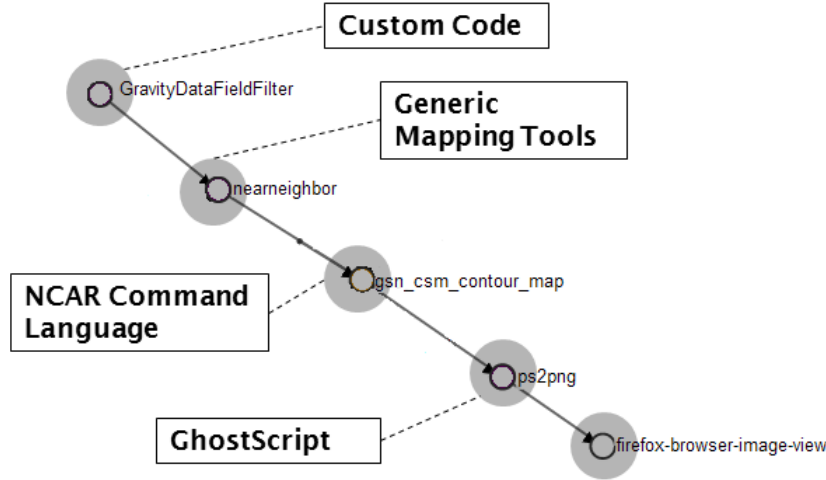 Custom Code
GravityDataFieldFilter
Generic
Mapping Tools
nearneighbor
gsn_csm_contour_map
NCAR Command
Language
ps2png
GhostScript
firefox-browser-image-view